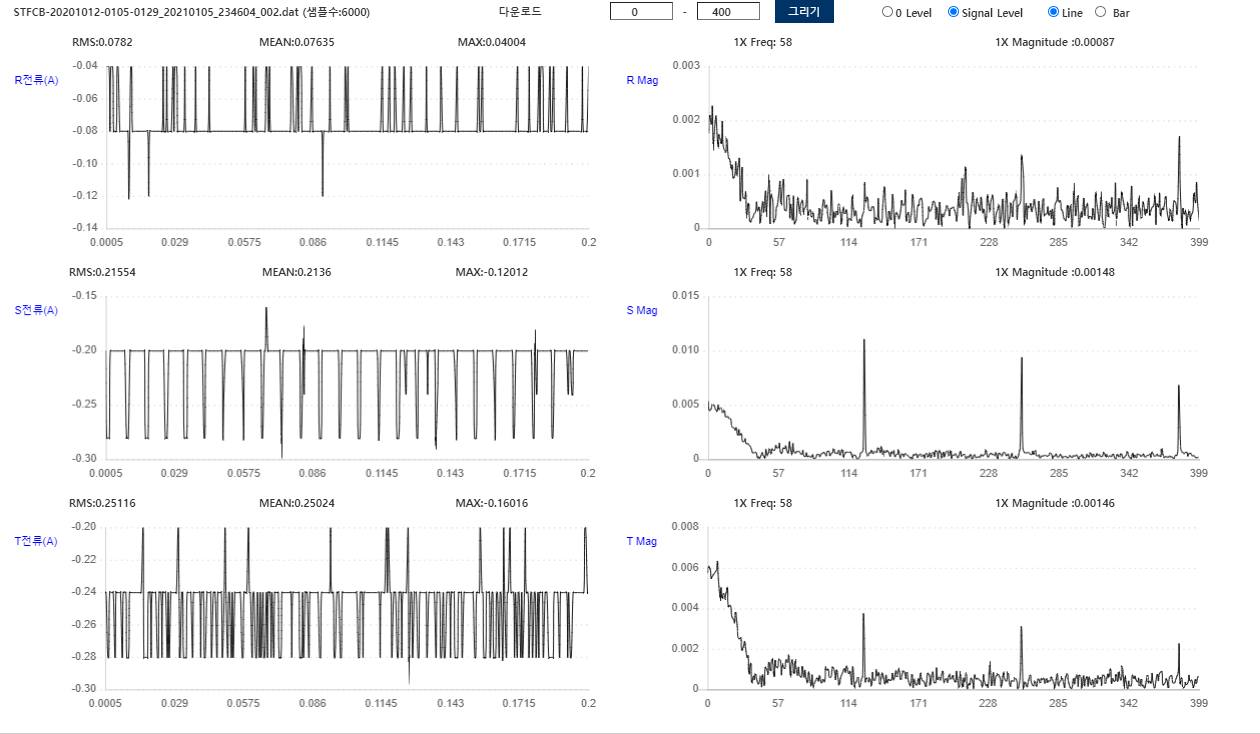 STFCB-20201012-0105-0129_20210105_234604_002.dat (샘플수:6000) 다운로드 0 - 400 그리기 0 Level Signal Level Line Bar
RMS:0.0782 MEAN:0.07635 MAX:0.04004 1X Freq: 58 1X Magnitude :0.00087
R전류(A)
-0.04
-0.06
-0.08
-0.10
-0.12
-0.14
0.0005 0.029 0.0575 0.086 0.1145 0.143 0.1715 0.2
R Mag
0.003
0.002
0.001
0
0 57 114 171 228 285 342 399
RMS:0.21554 MEAN:0.2136 MAX:-0.12012 1X Freq: 58 1X Magnitude :0.00148
S전류(A)
-0.15
-0.20
-0.25
-0.30
0.0005 0.029 0.0575 0.086 0.1145 0.143 0.1715 0.2
S Mag
0.015
0.010
0.005
0
0 57 114 171 228 285 342 399
RMS:0.25116 MEAN:0.25024 MAX:-0.16016 1X Freq: 58 1X Magnitude :0.00146
T전류(A)
-0.20
-0.22
-0.24
-0.26
-0.28
-0.30
0.0005 0.029 0.0575 0.086 0.1145 0.143 0.1715 0.2
T Mag
0.008
0.006
0.004
0.002
0
0 57 114 171 228 285 342 399